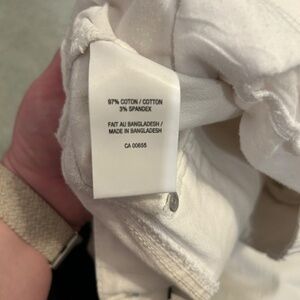 97% COTTON / COTTON
3% SPANDEX
FAIT AU BANGLADESH /
MADE IN BANGLADESH
CA 00655